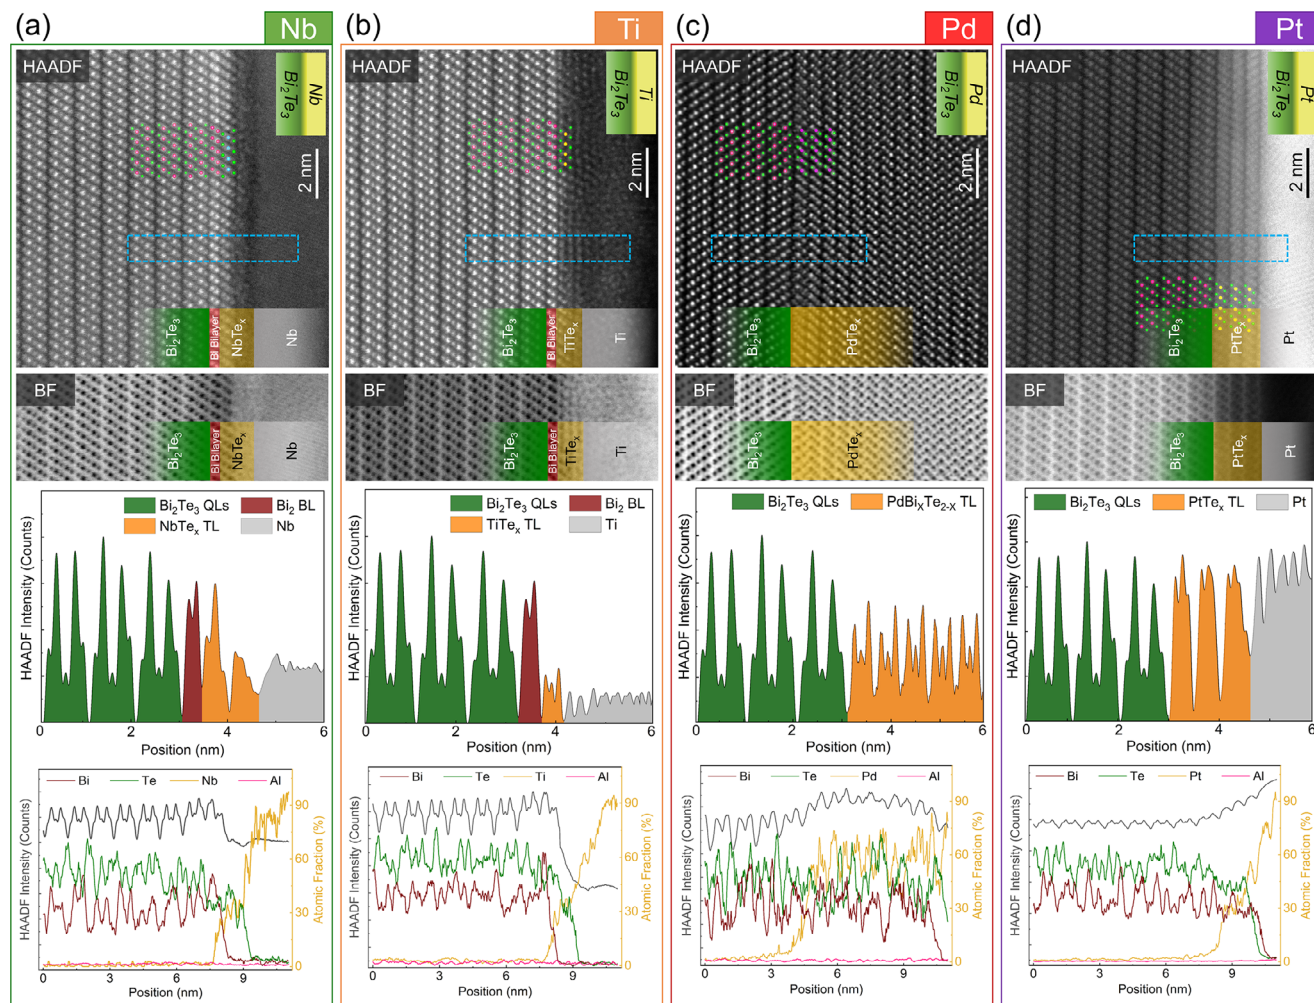 (a)
Nb
HAADF
Bi2Te3
Nb
2 nm
Bi2Te3
Bi Bilayer
NbTex
Nb
BF
Bi2Te3
Bi Bilayer
NbTex
Nb
Bi2Te3 QLs
Bi2 BL
NbTex TL
Nb
HAADF Intensity (Counts)
0 2 4 6
Position (nm)
Bi Te Nb Al
HAADF Intensity (Counts)
90
60
30
0
Atomic Fraction (%)
0 3 6 9
Position (nm)
(b)
Ti
HAADF
Bi2Te3
Ti
2 nm
Bi2Te3
Bi Bilayer
TiTex
Ti
BF
Bi2Te3
Bi Bilayer
TiTex
Ti
Bi2Te3 QLs
Bi2 BL
TiTex TL
Ti
HAADF Intensity (Counts)
0 2 4 6
Position (nm)
Bi Te Ti Al
HAADF Intensity (Counts)
90
60
30
0
Atomic Fraction (%)
0 3 6 9
Position (nm)
(c)
Pd
HAADF
Bi2Te3
Pd
2 nm
Bi2Te3
PdTex
BF
Bi2Te3
PdTex
Bi2Te3 QLs
PdBiXTe2-X TL
HAADF Intensity (Counts)
0 2 4 6
Position (nm)
Bi Te Pd Al
HAADF Intensity (Counts)
90
60
30
0
Atomic Fraction (%)
0 3 6 9
Position (nm)
(d)
Pt
HAADF
Bi2Te3
Pt
2 nm
Bi2Te3
PtTex
Pt
BF
Bi2Te3
PtTex
Pt
Bi2Te3 QLs
PtTex TL
Pt
HAADF Intensity (Counts)
0 2 4 6
Position (nm)
Bi Te Pt Al
HAADF Intensity (Counts)
90
60
30
0
Atomic Fraction (%)
0 3 6 9
Position (nm)